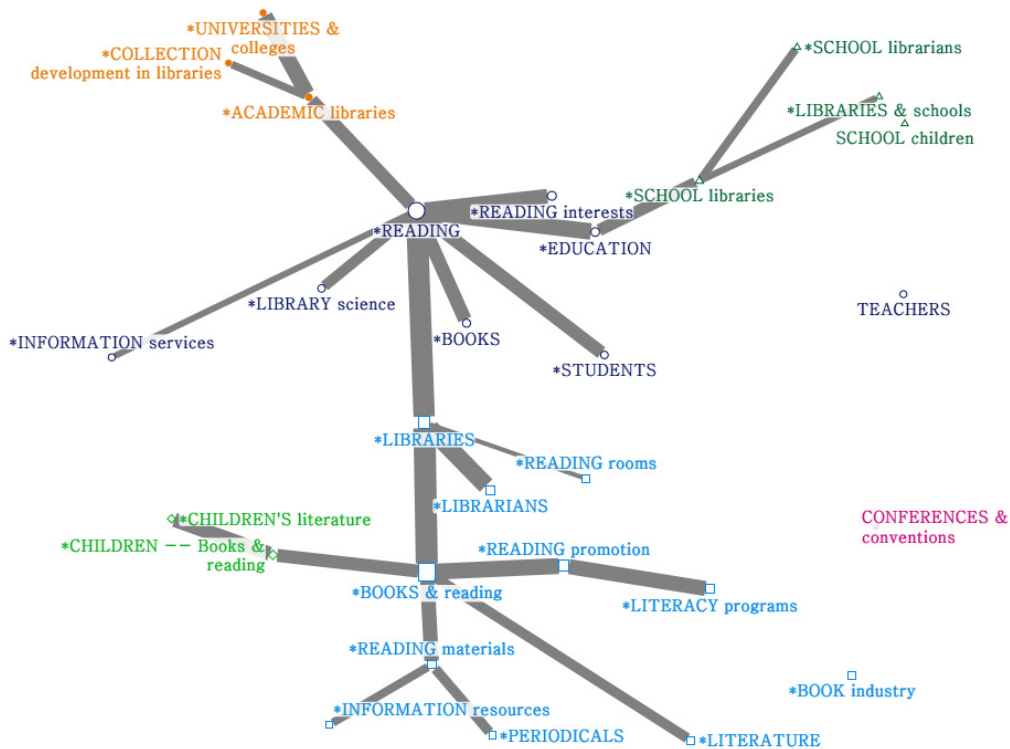 *UNIVERSITIES &
colleges
*COLLECTION
development in libraries
*ACADEMIC libraries
*SCHOOL librarians
*LIBRARIES & schools
SCHOOL children
*SCHOOL libraries
*READING interests
*READING
*EDUCATION
*LIBRARY science
TEACHERS
*INFORMATION services
*BOOKS
*STUDENTS
*LIBRARIES
*READING rooms
*LIBRARIANS
*CHILDREN'S literature
*CHILDREN —— Books &
reading
CONFERENCES &
conventions
*READING promotion
*BOOKS & reading
*LITERACY programs
*READING materials
*BOOK industry
*INFORMATION resources
*PERIODICALS
*LITERATURE